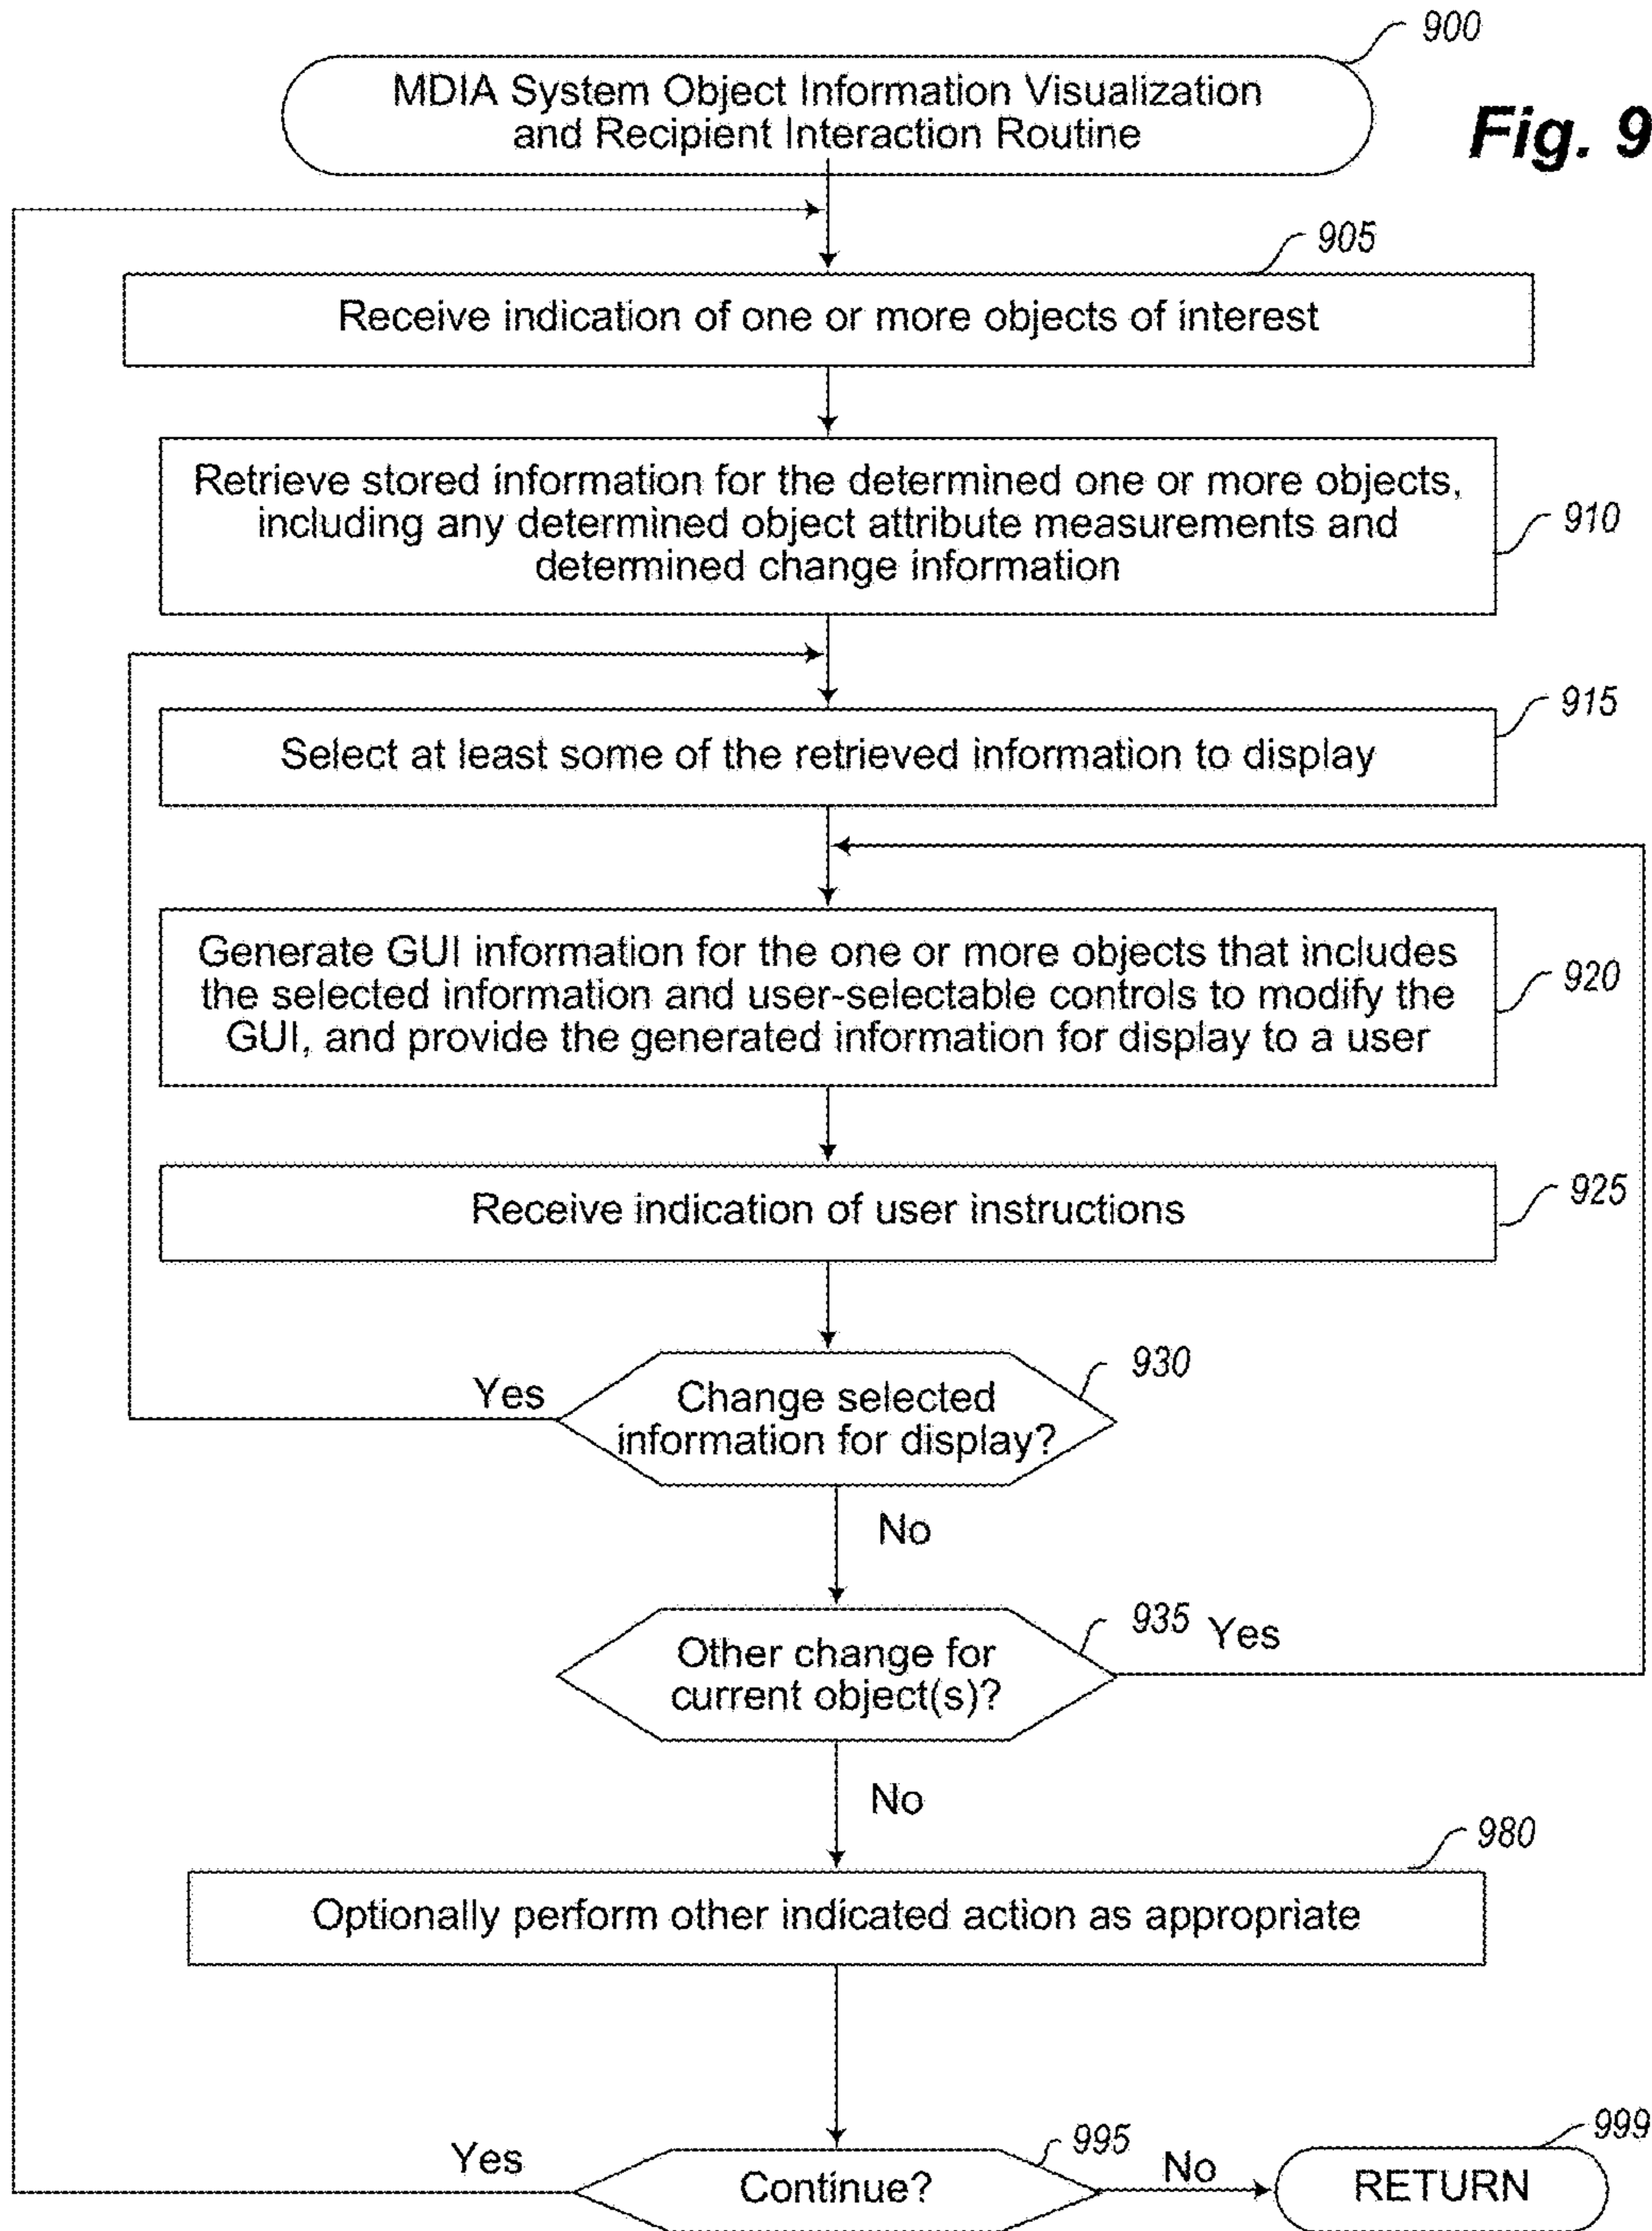 900
MDIA System Object Information Visualization
and Recipient Interaction Routine
Fig. 9
905
Receive indication of one or more objects of interest
Retrieve stored information for the determined one or more objects,
including any determined object attribute measurements and
determined change information
910
915
Select at least some of the retrieved information to display
Generate GUI information for the one or more objects that includes
the selected information and user-selectable controls to modify the
GUI, and provide the generated information for display to a user
920
Receive indication of user instructions
925
930
Yes
Change selected
information for display?
No
935
Yes
Other change for
current object(s)?
No
980
Optionally perform other indicated action as appropriate
995
999
Yes
Continue?
No
RETURN